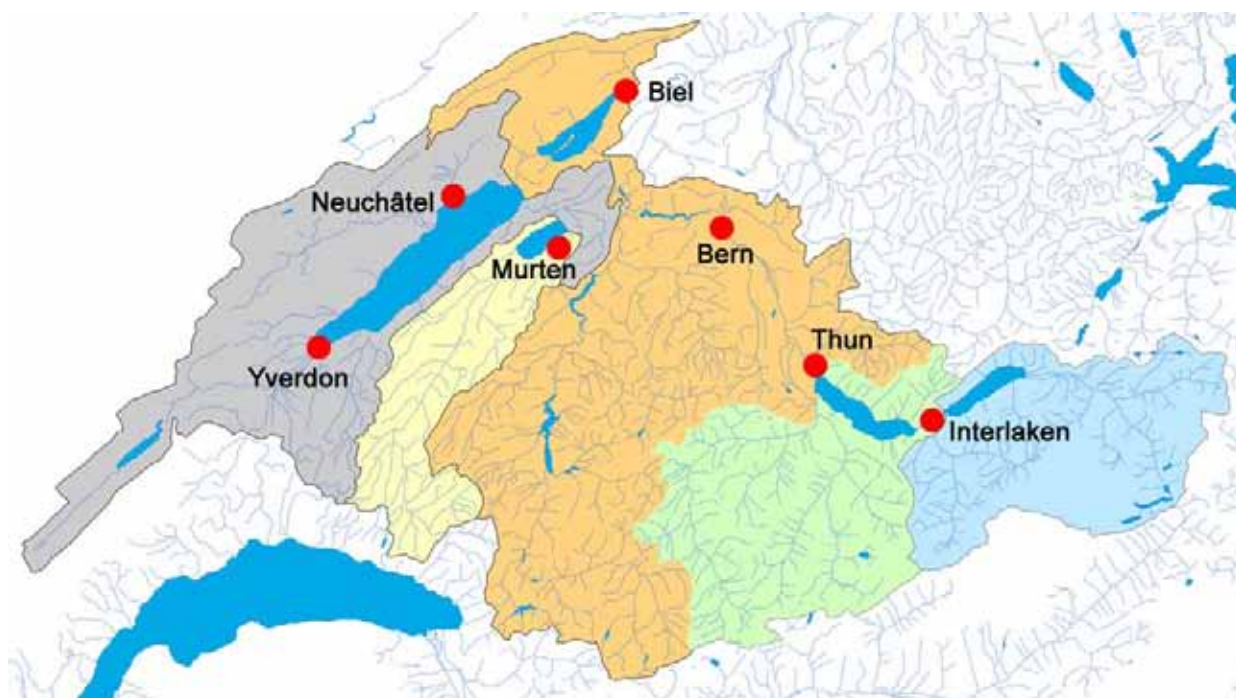 Biel
Neuchâtel
Bern
Murten
Thun
Yverdon
Interlaken